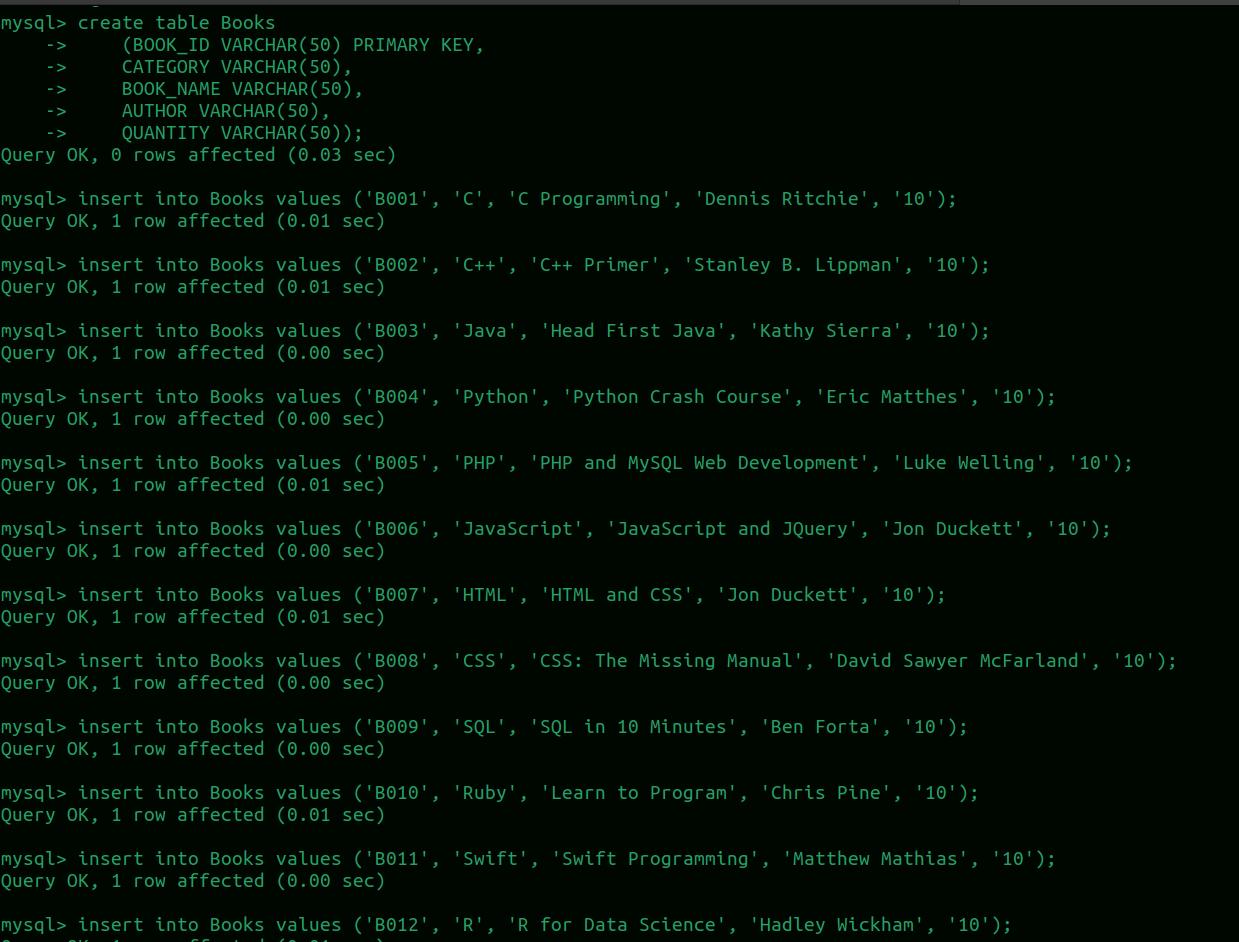 mysql> create table Books
    ->     (BOOK_ID VARCHAR(50) PRIMARY KEY,
    ->     CATEGORY VARCHAR(50),
    ->     BOOK_NAME VARCHAR(50),
    ->     AUTHOR VARCHAR(50),
    ->     QUANTITY VARCHAR(50));
Query OK, 0 rows affected (0.03 sec)
mysql> insert into Books values ('B001', 'C', 'C Programming', 'Dennis Ritchie', '10');
Query OK, 1 row affected (0.01 sec)
mysql> insert into Books values ('B002', 'C++', 'C++ Primer', 'Stanley B. Lippman', '10');
Query OK, 1 row affected (0.01 sec)
mysql> insert into Books values ('B003', 'Java', 'Head First Java', 'Kathy Sierra', '10');
Query OK, 1 row affected (0.00 sec)
mysql> insert into Books values ('B004', 'Python', 'Python Crash Course', 'Eric Matthes', '10');
Query OK, 1 row affected (0.00 sec)
mysql> insert into Books values ('B005', 'PHP', 'PHP and MySQL Web Development', 'Luke Welling', '10');
Query OK, 1 row affected (0.01 sec)
mysql> insert into Books values ('B006', 'JavaScript', 'JavaScript and JQuery', 'Jon Duckett', '10');
Query OK, 1 row affected (0.00 sec)
mysql> insert into Books values ('B007', 'HTML', 'HTML and CSS', 'Jon Duckett', '10');
Query OK, 1 row affected (0.01 sec)
mysql> insert into Books values ('B008', 'CSS', 'CSS: The Missing Manual', 'David Sawyer McFarland', '10');
Query OK, 1 row affected (0.00 sec)
mysql> insert into Books values ('B009', 'SQL', 'SQL in 10 Minutes', 'Ben Forta', '10');
Query OK, 1 row affected (0.00 sec)
mysql> insert into Books values ('B010', 'Ruby', 'Learn to Program', 'Chris Pine', '10');
Query OK, 1 row affected (0.01 sec)
mysql> insert into Books values ('B011', 'Swift', 'Swift Programming', 'Matthew Mathias', '10');
Query OK, 1 row affected (0.00 sec)
mysql> insert into Books values ('B012', 'R', 'R for Data Science', 'Hadley Wickham', '10');